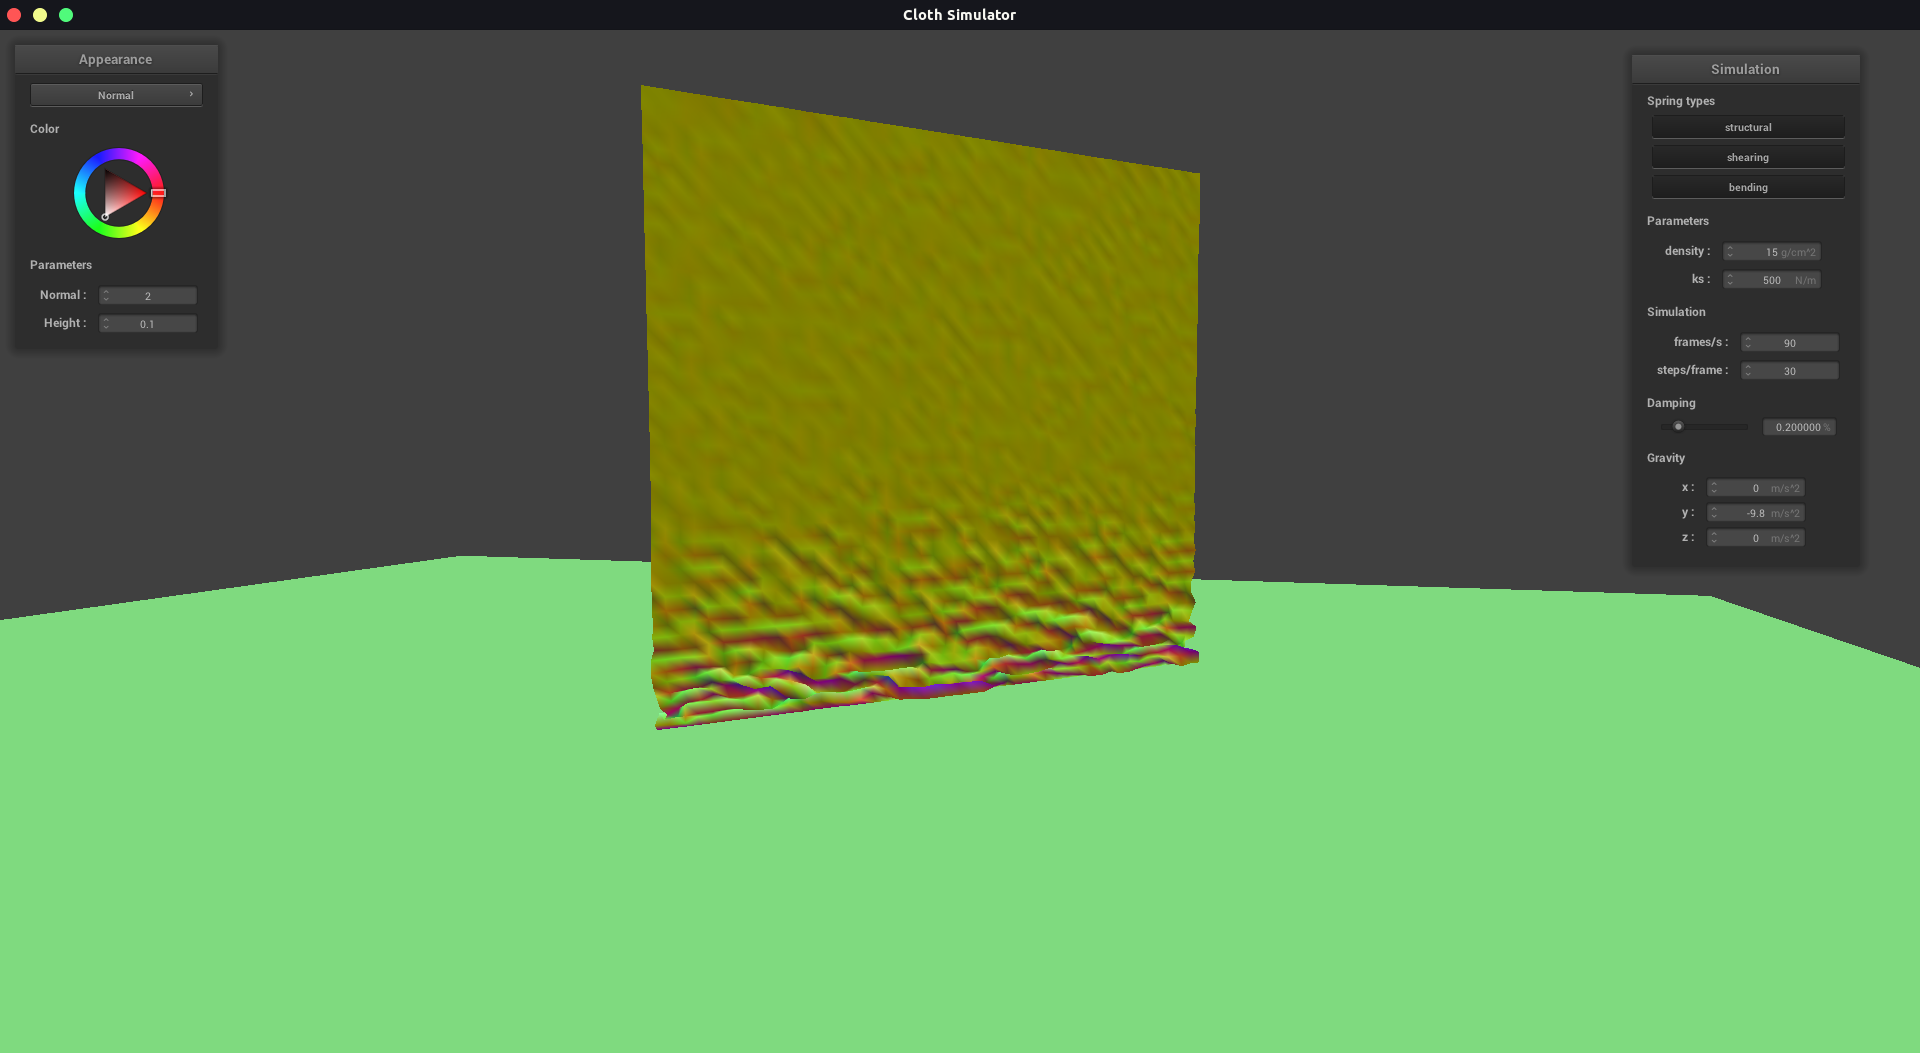 Cloth Simulator
Appearance
Normal ›
Color
Parameters
Normal : 2
Height : 0.1
Simulation
Spring types
structural
shearing
bending
Parameters
density : 15 g/cm^2
ks : 500 N/m
Simulation
frames/s : 90
steps/frame : 30
Damping
0.200000 %
Gravity
x : 0 m/s^2
y : -9.8 m/s^2
z : 0 m/s^2